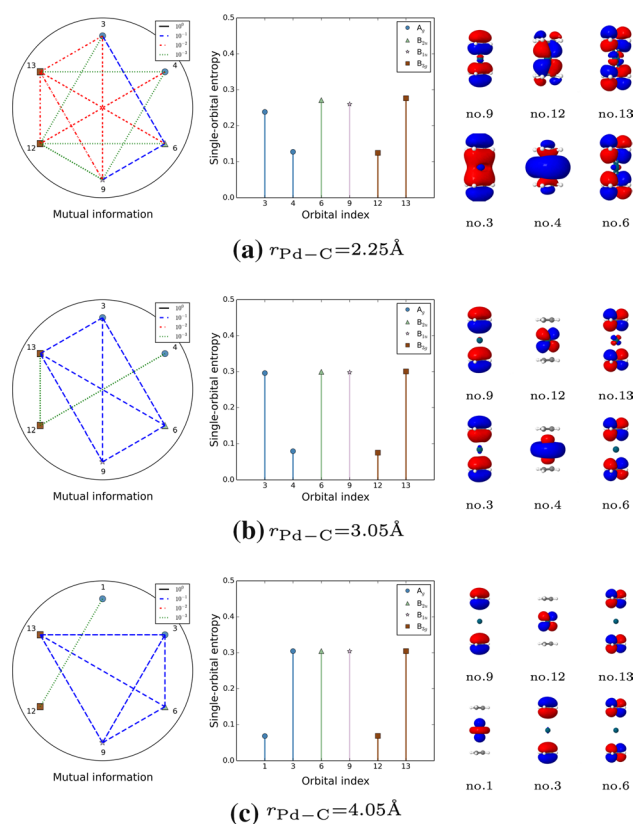 3
4
6
9
12
13
10⁰
10⁻¹
10⁻²
10⁻³
Mutual information
Single-orbital entropy
0.5
0.4
0.3
0.2
0.1
0.0
3 4 6 9 12 13
Orbital index
A_g
B_2u
B_1u
B_3g
no.9 no.12 no.13
no.3 no.4 no.6
(a) r_Pd−C=2.25Å
3
4
6
9
12
13
10⁰
10⁻¹
10⁻²
10⁻³
Mutual information
Single-orbital entropy
0.5
0.4
0.3
0.2
0.1
0.0
3 4 6 9 12 13
Orbital index
A_g
B_2u
B_1u
B_3g
no.9 no.12 no.13
no.3 no.4 no.6
(b) r_Pd−C=3.05Å
1
3
6
9
12
13
10⁰
10⁻¹
10⁻²
10⁻³
Mutual information
Single-orbital entropy
0.5
0.4
0.3
0.2
0.1
0.0
1 3 6 9 12 13
Orbital index
A_g
B_2u
B_1u
B_3g
no.9 no.12 no.13
no.1 no.3 no.6
(c) r_Pd−C=4.05Å